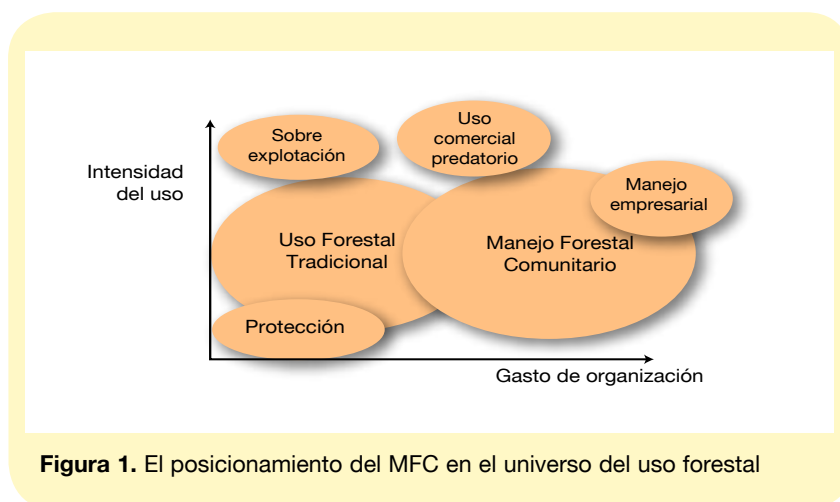 Intensidad
del uso
Sobre
explotación
Uso
comercial
predatorio
Manejo
empresarial
Uso Forestal
Tradicional
Manejo Forestal
Comunitario
Protección
Gasto de organización
Figura 1. El posicionamiento del MFC en el universo del uso forestal